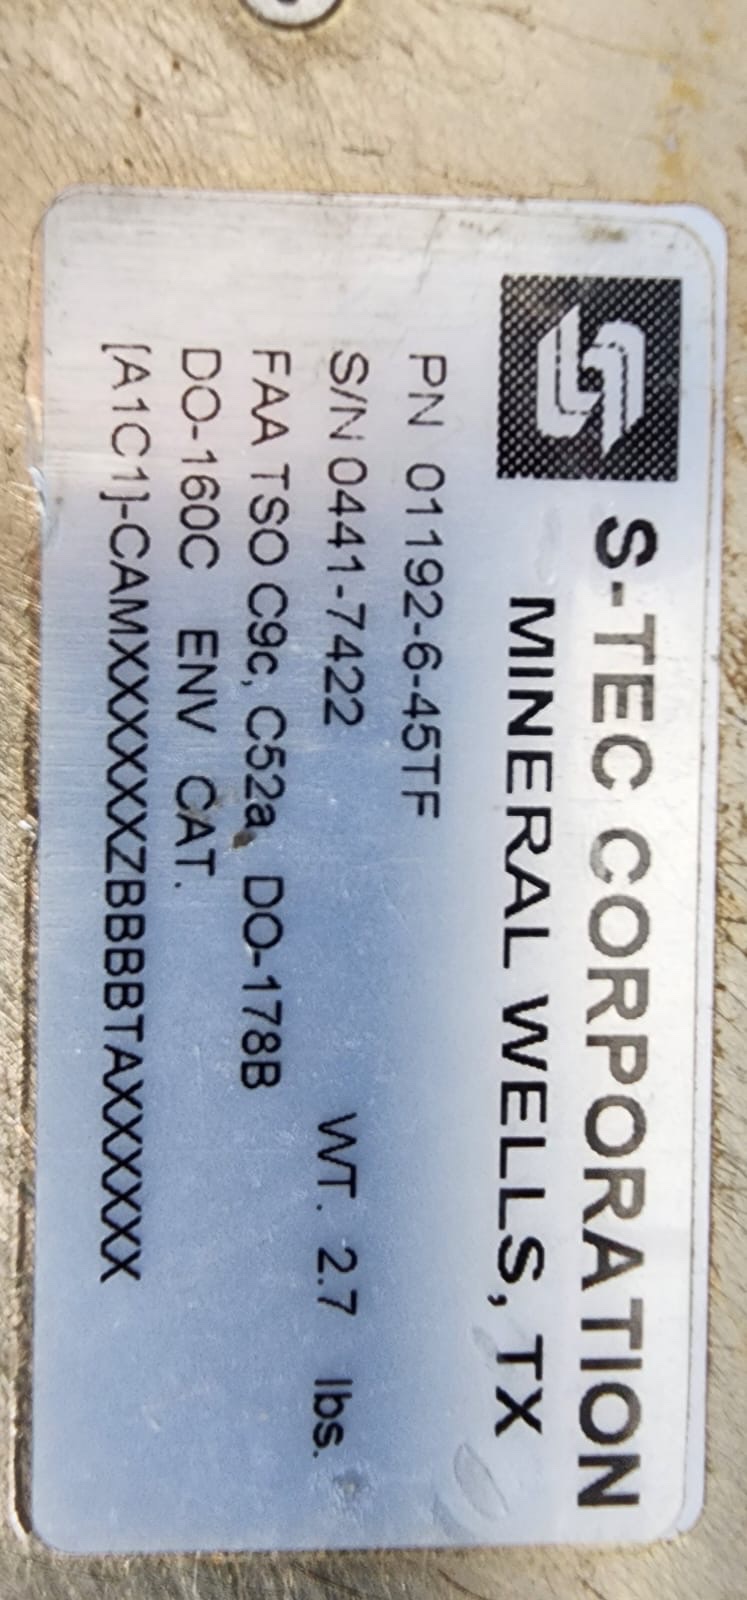 S-TEC CORPORATION
MINERAL WELLS, TX
PN 01192-6-45TF
S/N 0441-7422 WT. 2.7 lbs.
FAA TSO C9c, C52a, DO-178B
DO-160C ENV CAT.
[A1C1]-CAMXXXXXXZBBBBTAXXXXXX